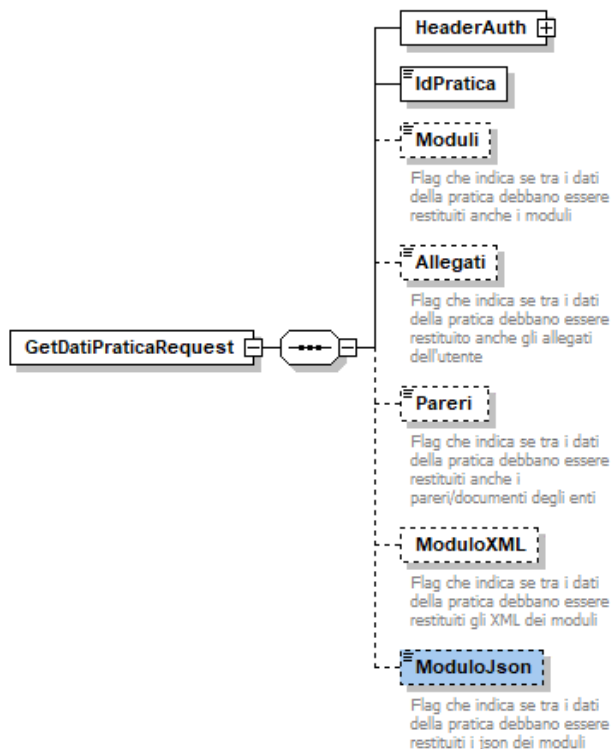 HeaderAuth
IdPratica
Moduli
Flag che indica se tra i dati
della pratica debbano essere
restituiti anche i moduli
Allegati
Flag che indica se tra i dati
della pratica debbano essere
restituito anche gli allegati
dell'utente
GetDatiPraticaRequest
Pareri
Flag che indica se tra i dati
della pratica debbano essere
restituiti anche i
pareri/documenti degli enti
ModuloXML
Flag che indica se tra i dati
della pratica debbano essere
restituiti gli XML dei moduli
ModuloJson
Flag che indica se tra i dati
della pratica debbano essere
restituiti i json dei moduli